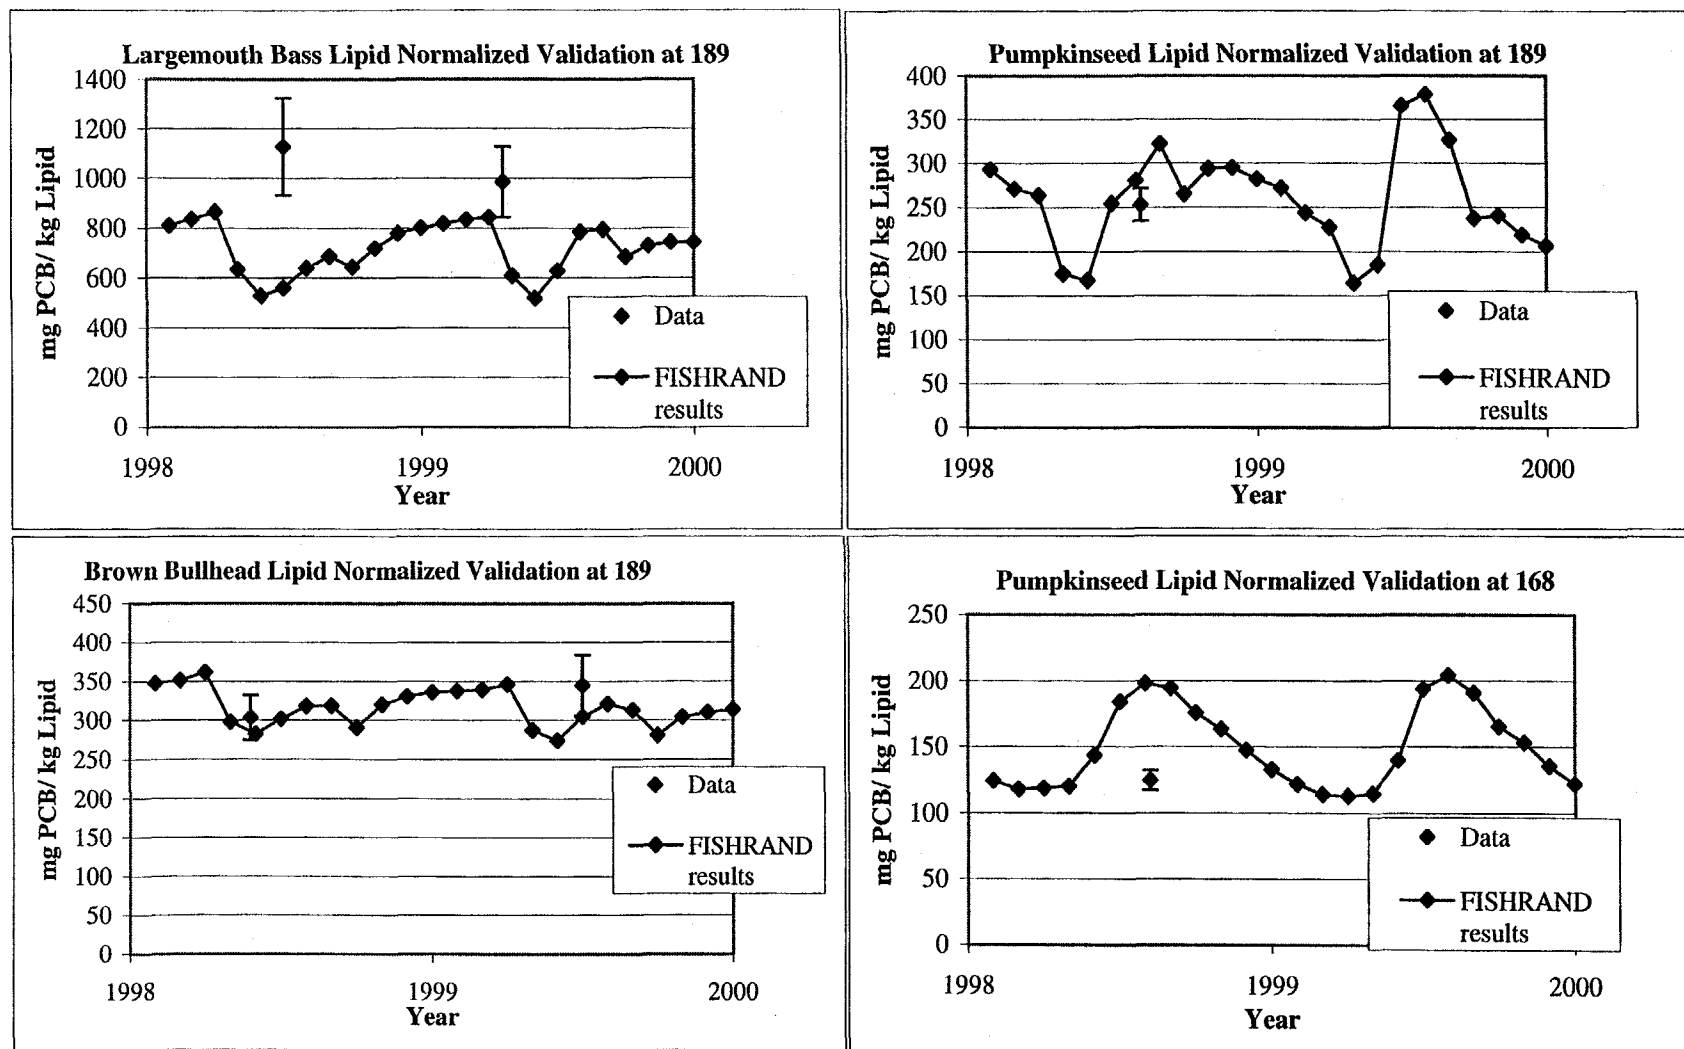 Largemouth Bass Lipid Normalized Validation at 189
mg PCB/ kg Lipid
1400
1200
1000
800
600
400
200
0
1998
1999
2000
Year
Data
FISHRAND
results
Pumpkinseed Lipid Normalized Validation at 189
mg PCB/ kg Lipid
400
350
300
250
200
150
100
50
0
1998
1999
2000
Year
Data
FISHRAND
results
Brown Bullhead Lipid Normalized Validation at 189
mg PCB/ kg Lipid
450
400
350
300
250
200
150
100
50
0
1998
1999
2000
Year
Data
FISHRAND
results
Pumpkinseed Lipid Normalized Validation at 168
mg PCB/ kg Lipid
250
200
150
100
50
0
1998
1999
2000
Year
Data
FISHRAND
results